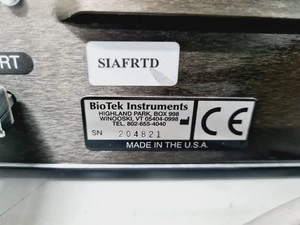 RT
SIAFRTD
BioTek Instruments
HIGHLAND PARK, BOX 998
WINOOSKI, VT 05404-0998
TEL. 802-655-4040
SN 204821
CE
MADE IN THE U.S.A.